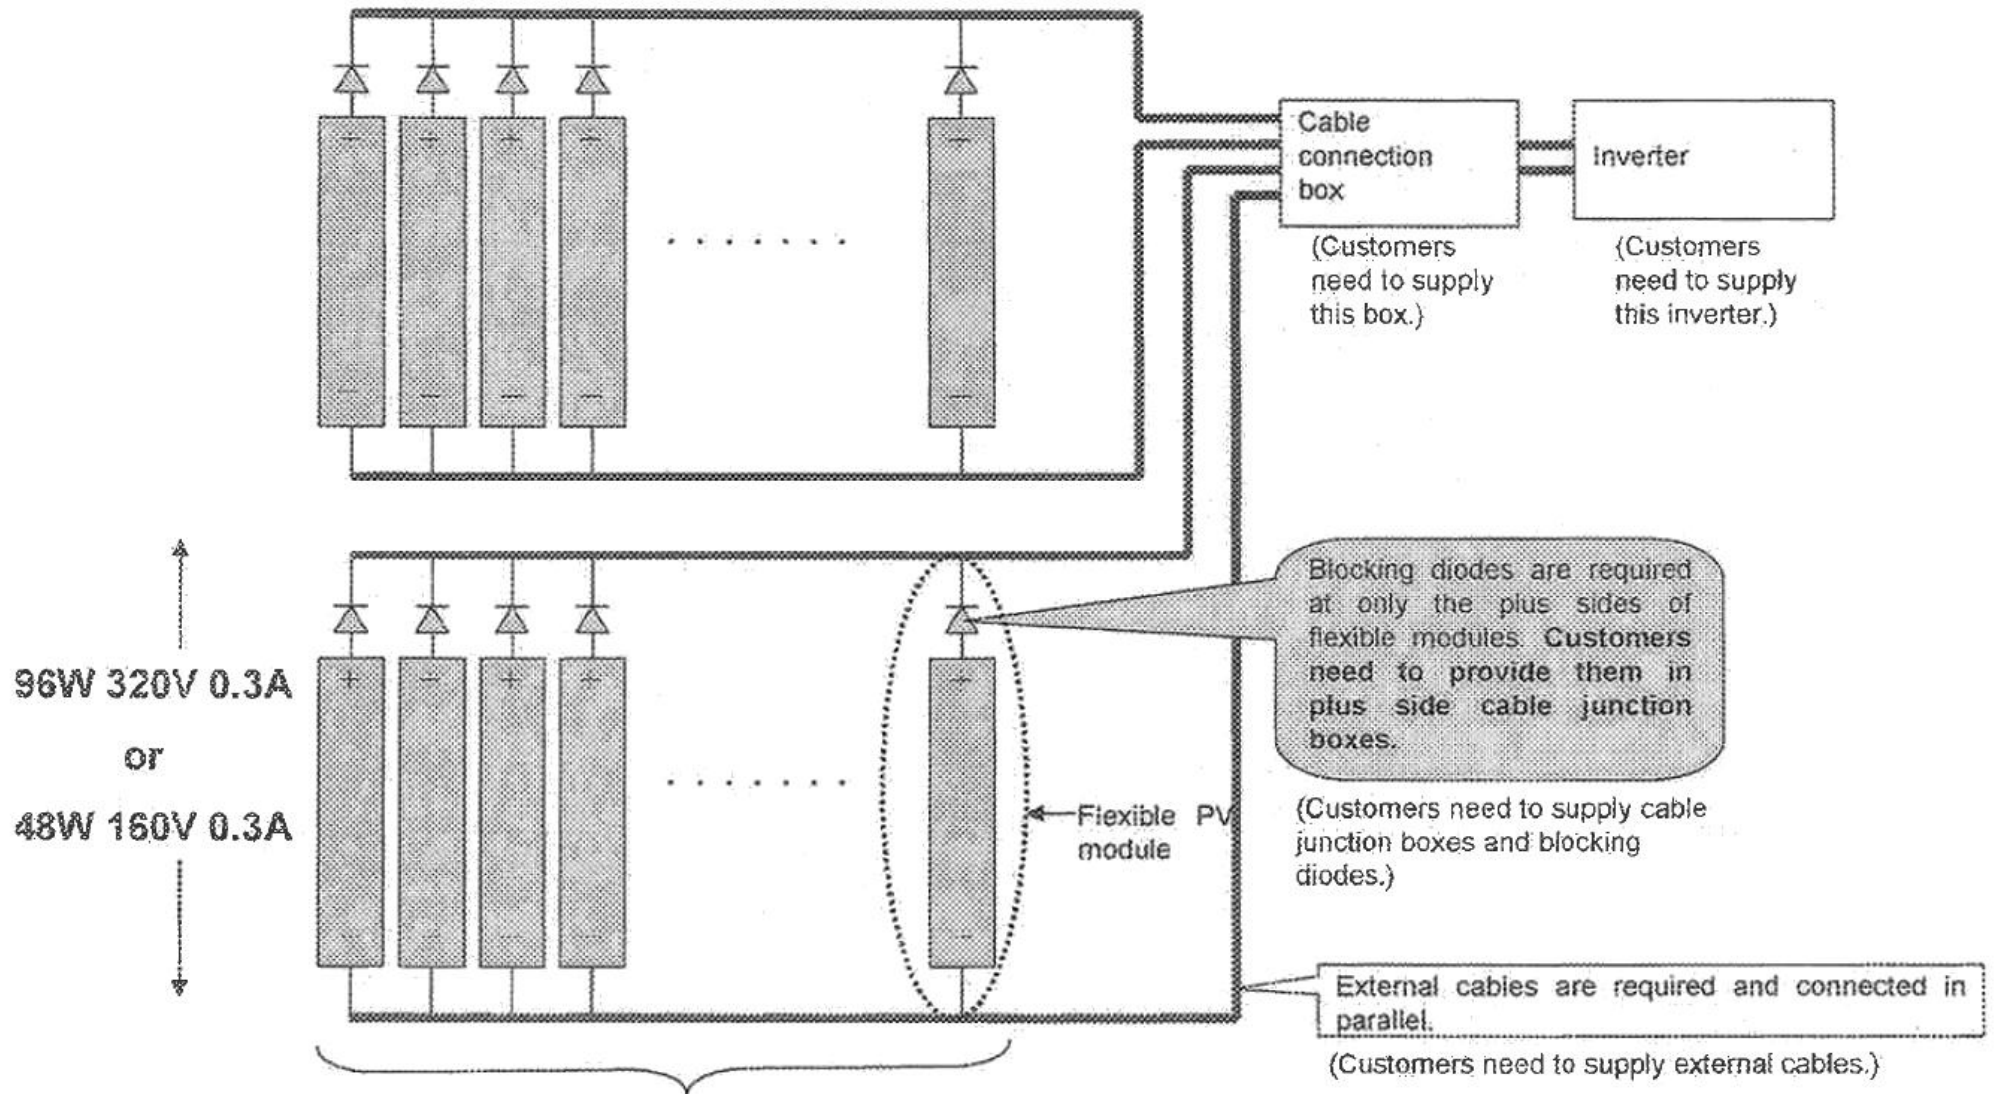 Cable
connection
box
Inverter
(Customers
need to supply
this box.)
(Customers
need to supply
this inverter.)
+ + + + +
− − − − −
Blocking diodes are required
at only the plus sides of
flexible modules. Customers
need to provide them in
plus side cable junction
boxes.
96W 320V 0.3A
or
48W 160V 0.3A
+ − + + +
Flexible PV
module
(Customers need to supply cable
junction boxes and blocking
diodes.)
External cables are required and connected in
parallel.
(Customers need to supply external cables.)